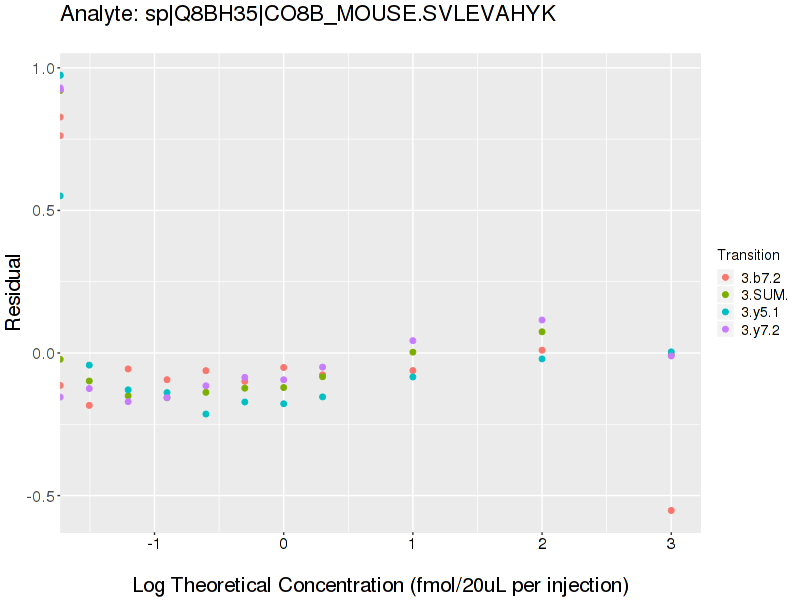 Analyte: sp|Q8BH35|CO8B_MOUSE.SVLEVAHYK
1.0
0.5
0.0
-0.5
Residual
-1
0
1
2
3
Log Theoretical Concentration (fmol/20uL per injection)
Transition
3.b7.2
3.SUM.
3.y5.1
3.y7.2